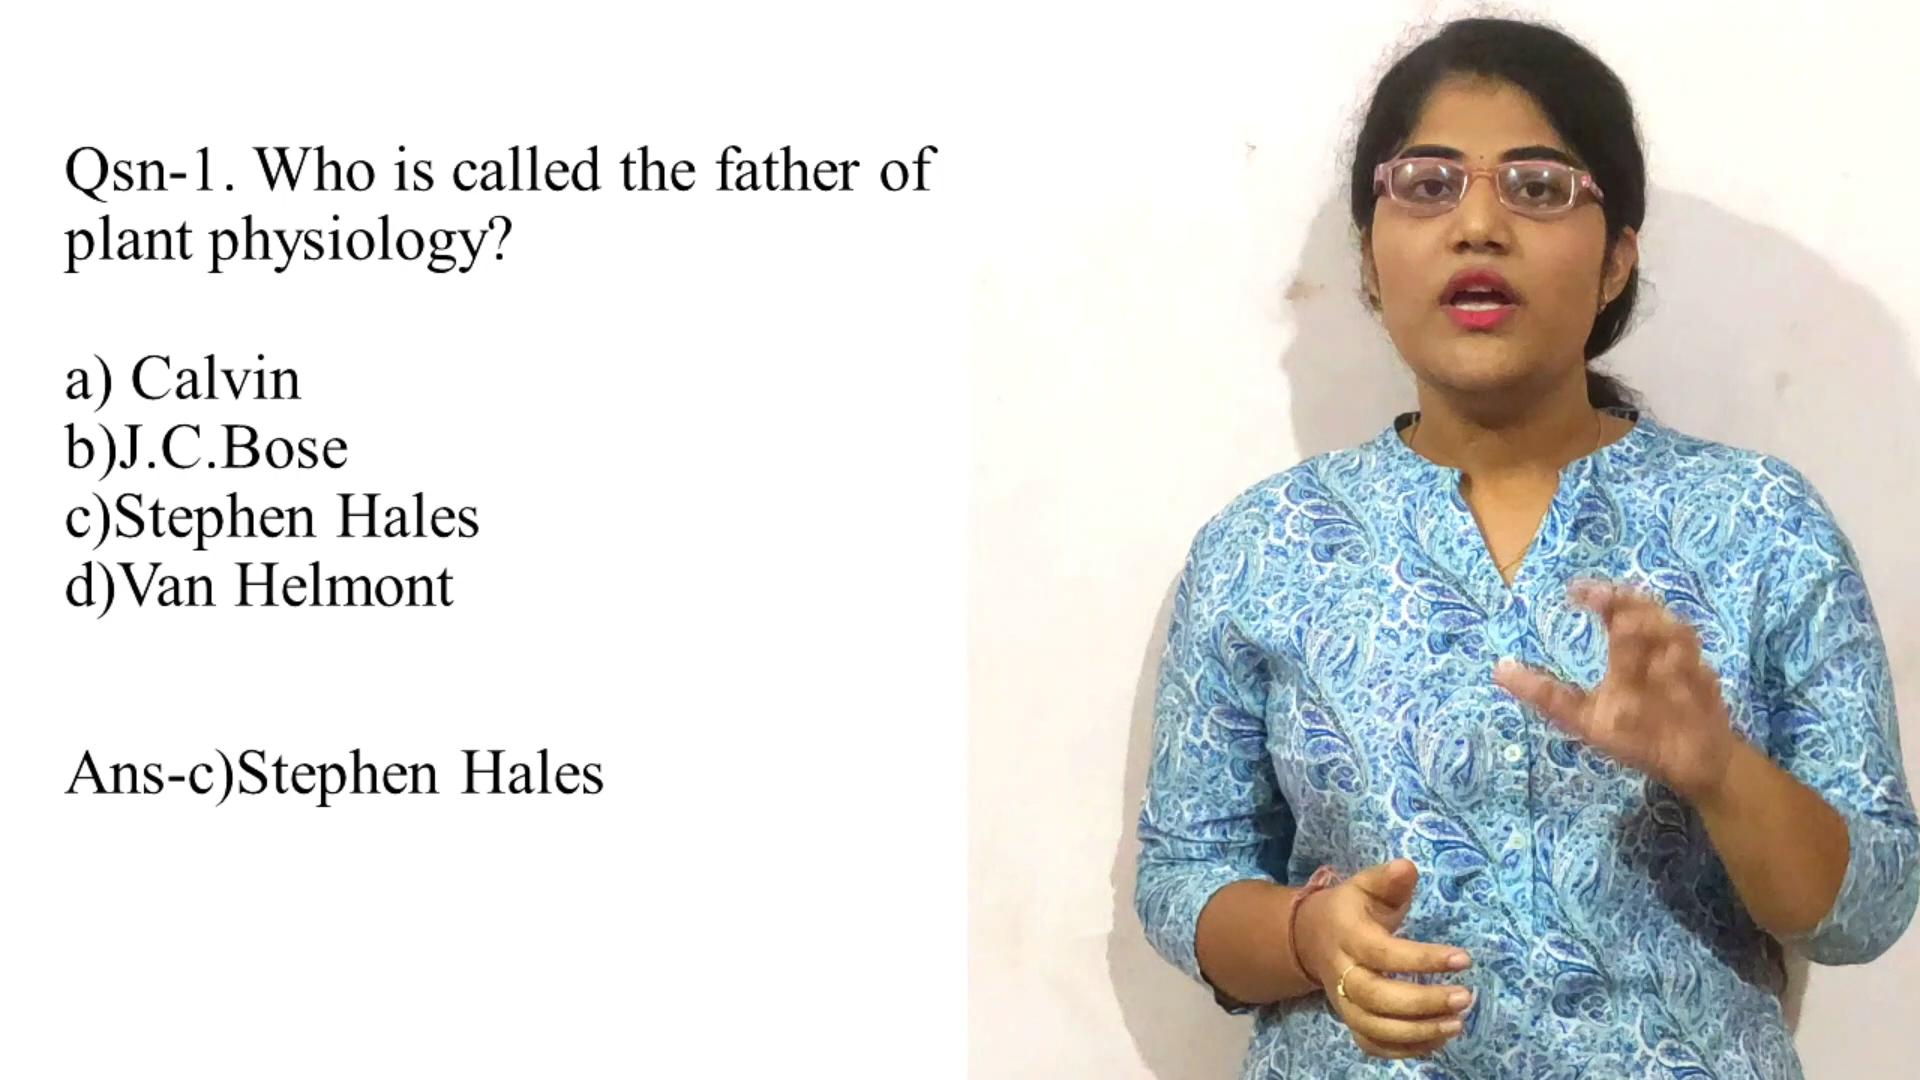 Qsn-1. Who is called the father of
plant physiology?
a) Calvin
b)J.C.Bose
c)Stephen Hales
d)Van Helmont
Ans-c)Stephen Hales